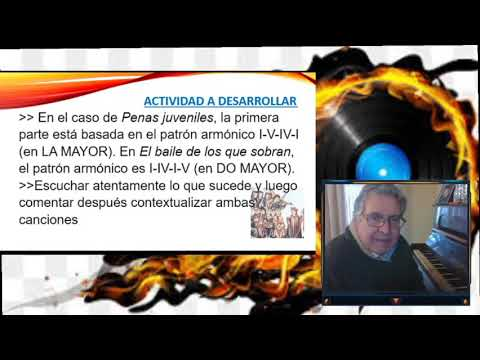 ACTIVIDAD A DESARROLLAR
>> En el caso de Penas juveniles, la primera
parte está basada en el patrón armónico I-V-IV-I
(en LA MAYOR). En El baile de los que sobran,
el patrón armónico es I-IV-I-V (en DO MAYOR).
>>Escuchar atentamente lo que sucede y luego
comentar después contextualizar ambas
canciones